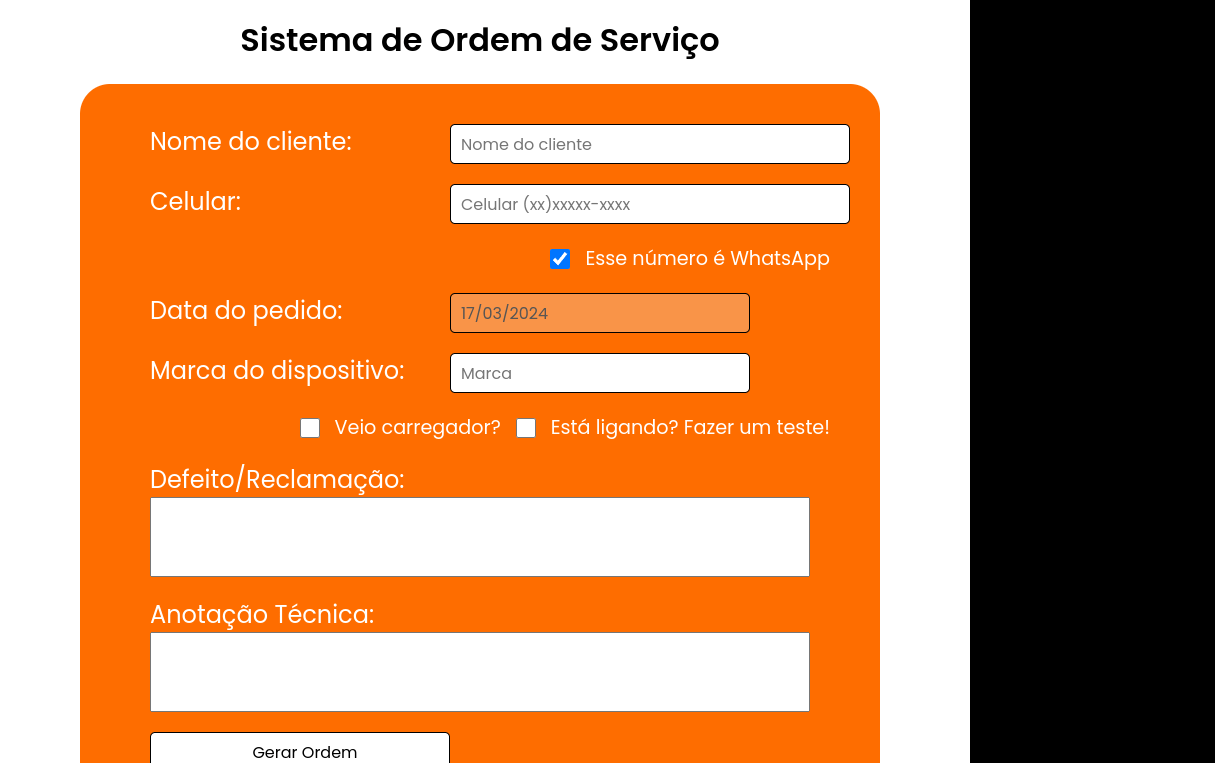 Sistema de Ordem de Serviço
Nome do cliente: Nome do cliente
Celular: Celular (xx)xxxxx-xxxx
Esse número é WhatsApp
Data do pedido: 17/03/2024
Marca do dispositivo: Marca
Veio carregador? Está ligando? Fazer um teste!
Defeito/Reclamação:
Anotação Técnica:
Gerar Ordem